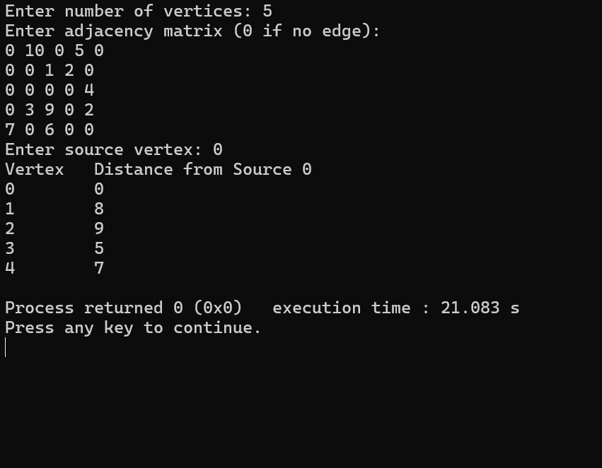 Enter number of vertices: 5
Enter adjacency matrix (0 if no edge):
0 10 0 5 0
0 0 1 2 0
0 0 0 0 4
0 3 9 0 2
7 0 6 0 0
Enter source vertex: 0
Vertex   Distance from Source 0
0        0
1        8
2        9
3        5
4        7
Process returned 0 (0x0)   execution time : 21.083 s
Press any key to continue.